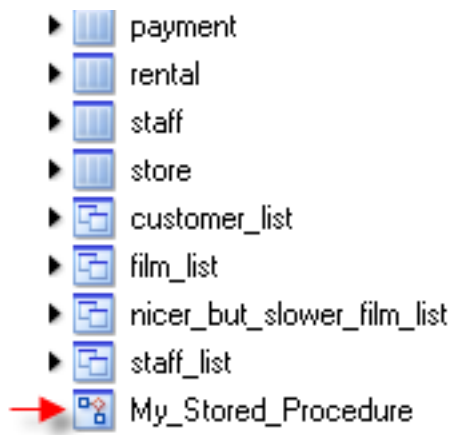 payment
rental
staff
store
customer_list
film_list
nicer_but_slower_film_list
staff_list
My_Stored_Procedure